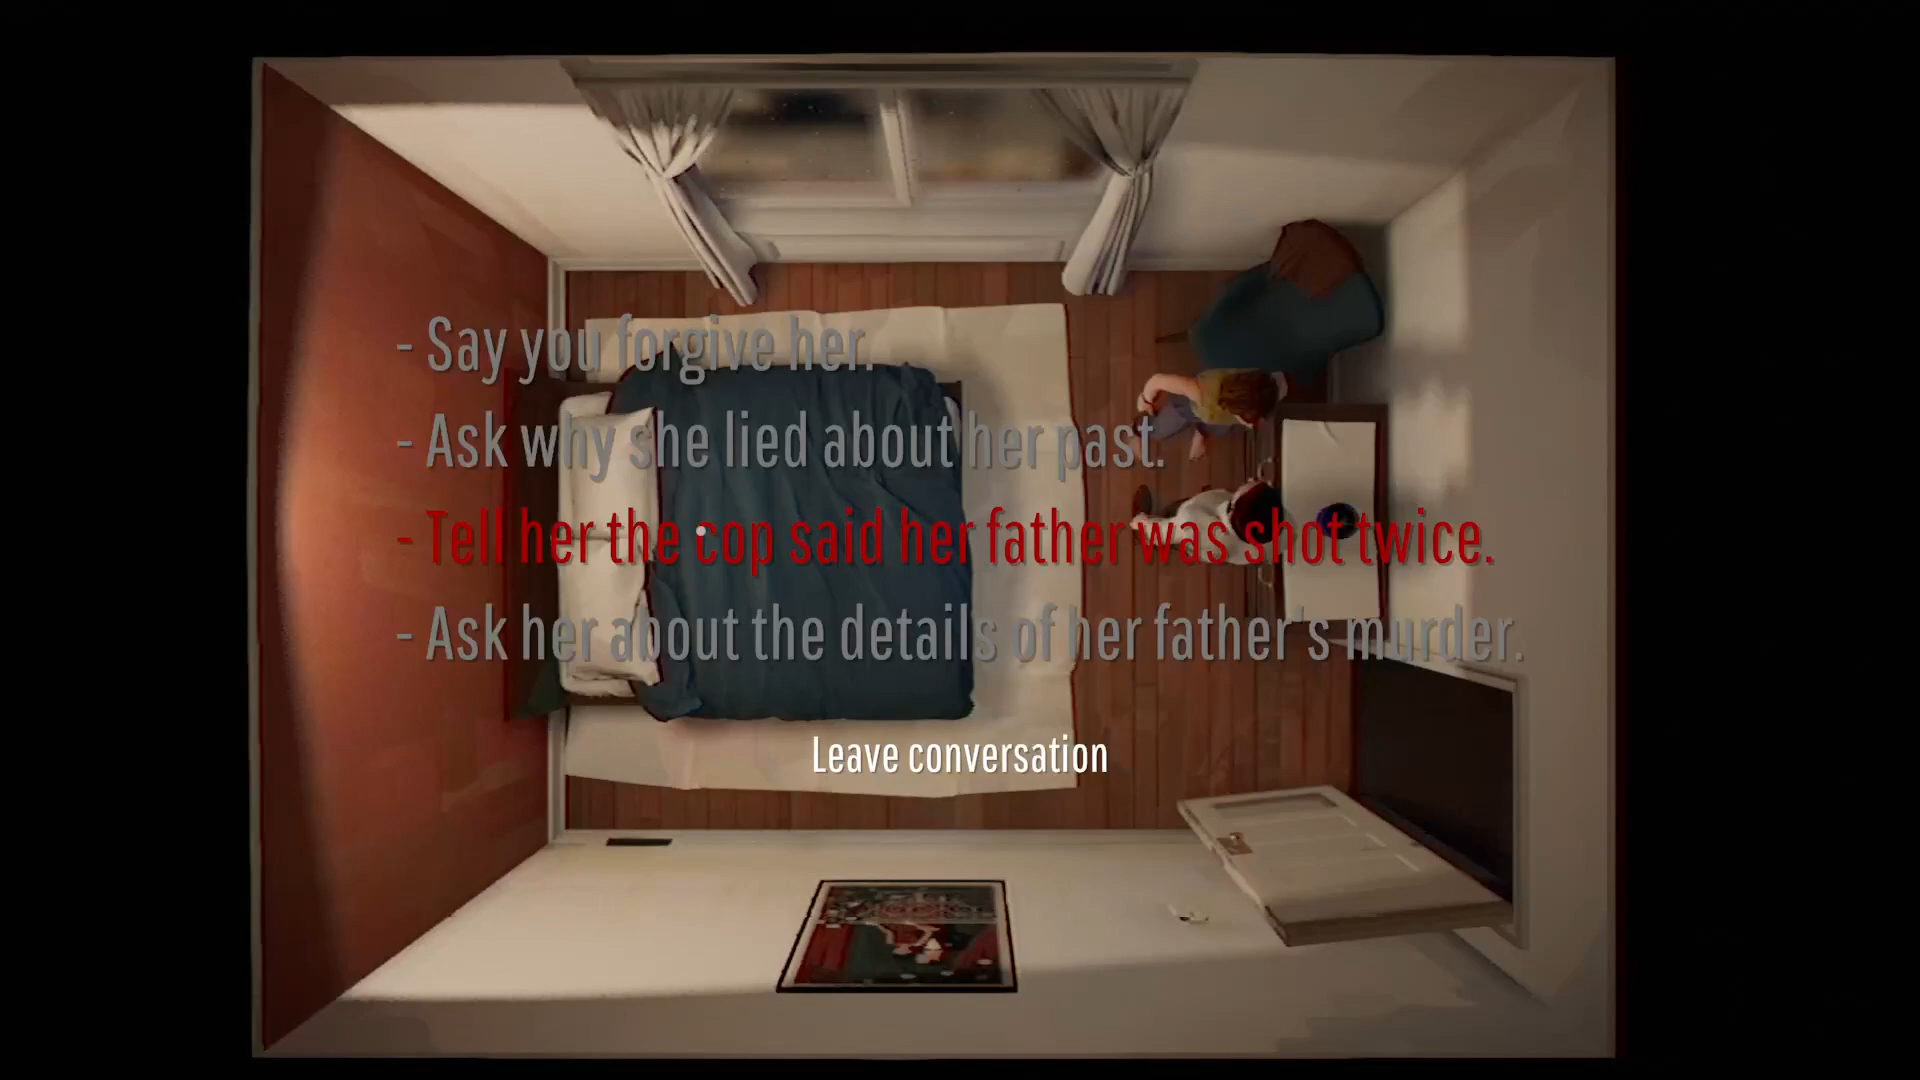 - Say you forgive her.
- Ask why she lied about her past.
- Tell her the cop said her father was shot twice.
- Ask her about the details of her father's murder.
Leave conversation